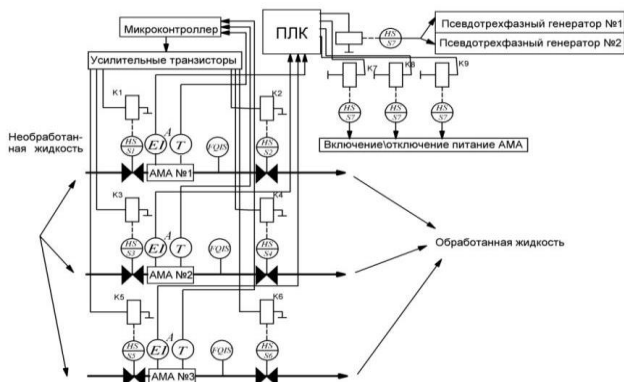 Микроконтроллер
ПЛК
Псевдотрехфазный генератор №1
Псевдотрехфазный генератор №2
HS
S7
Усилительные транзисторы
K7
K8
K9
K1
K2
HS
S7
HS
S7
HS
S7
Необработан-
ная жидкость
HS
S1
A
EI
T
FQIS
HS
S2
Включение\отключение питание АМА
АМА №1
K3
K4
HS
S3
A
EI
T
FQIS
HS
S4
Обработанная жидкость
АМА №2
K5
K6
HS
S5
A
EI
T
FQIS
HS
S6
АМА №3